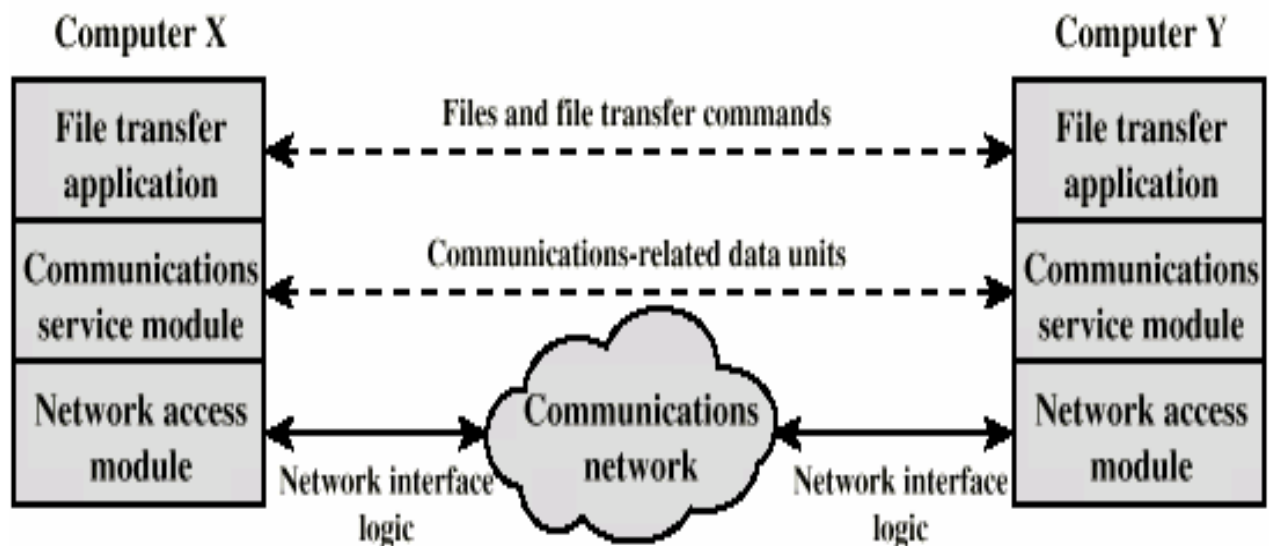 Computer X
Computer Y
File transfer
application
Files and file transfer commands
File transfer
application
Communications
service module
Communications-related data units
Communications
service module
Network access
module
Network interface
logic
Communications
network
Network interface
logic
Network access
module